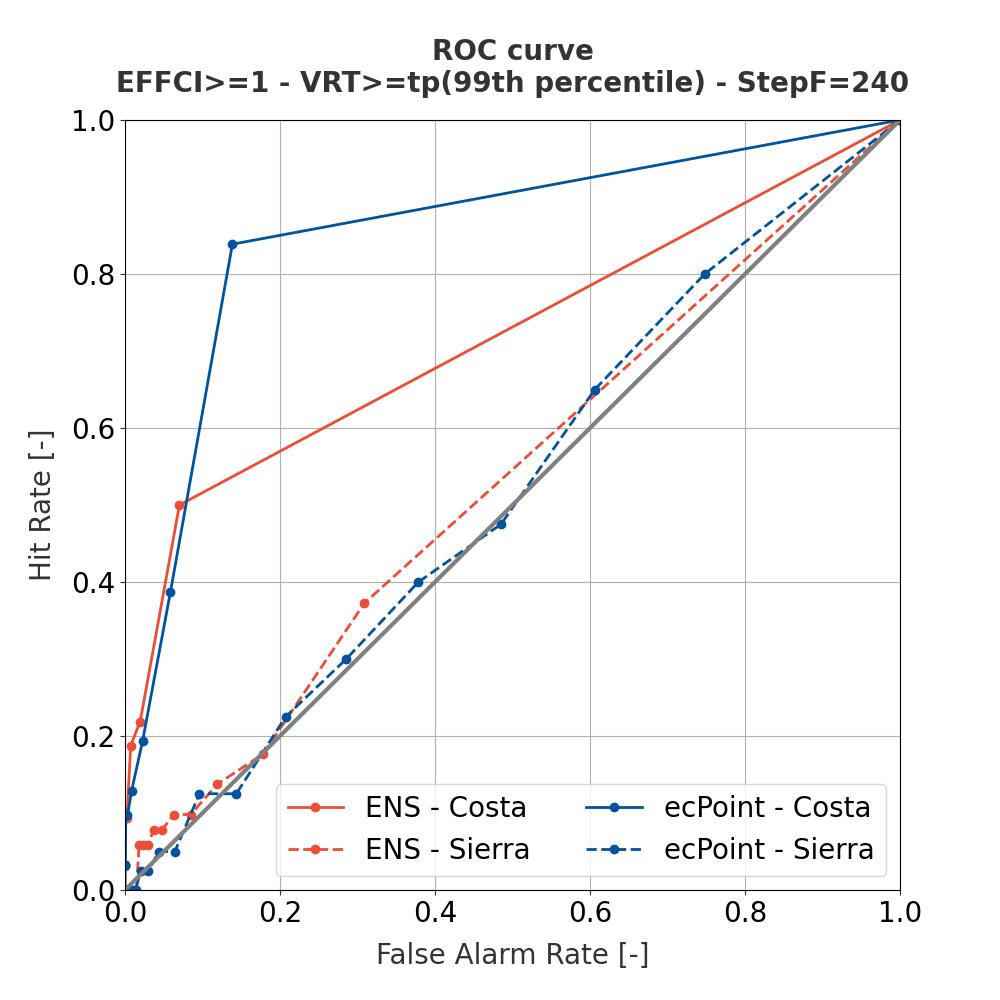 ROC curve
EFFCI>=1 - VRT>=tp(99th percentile) - StepF=240
1.0
0.8
0.6
0.4
0.2
0.0
Hit Rate [-]
ENS - Costa
ecPoint - Costa
ENS - Sierra
ecPoint - Sierra
0.0 0.2 0.4 0.6 0.8 1.0
False Alarm Rate [-]